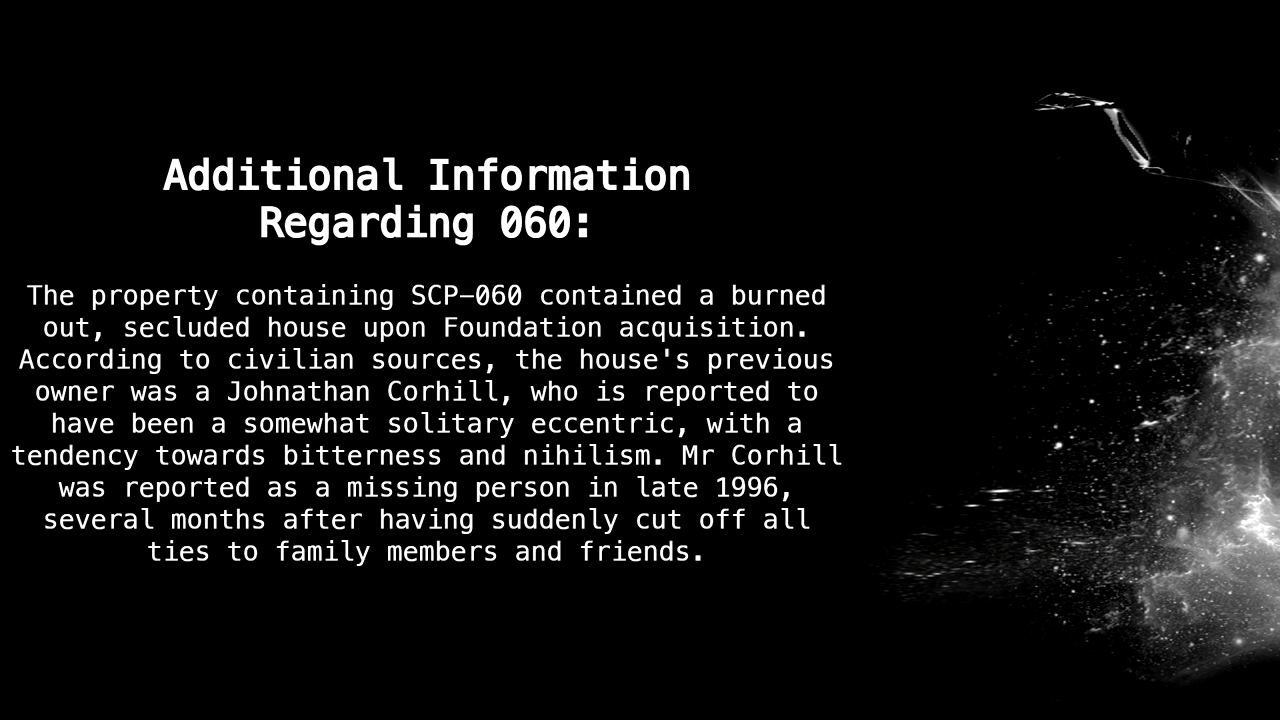 Additional Information
Regarding 060:
The property containing SCP-060 contained a burned
out, secluded house upon Foundation acquisition.
According to civilian sources, the house's previous
owner was a Johnathan Corhill, who is reported to
have been a somewhat solitary eccentric, with a
tendency towards bitterness and nihilism. Mr Corhill
was reported as a missing person in late 1996,
several months after having suddenly cut off all
ties to family members and friends.